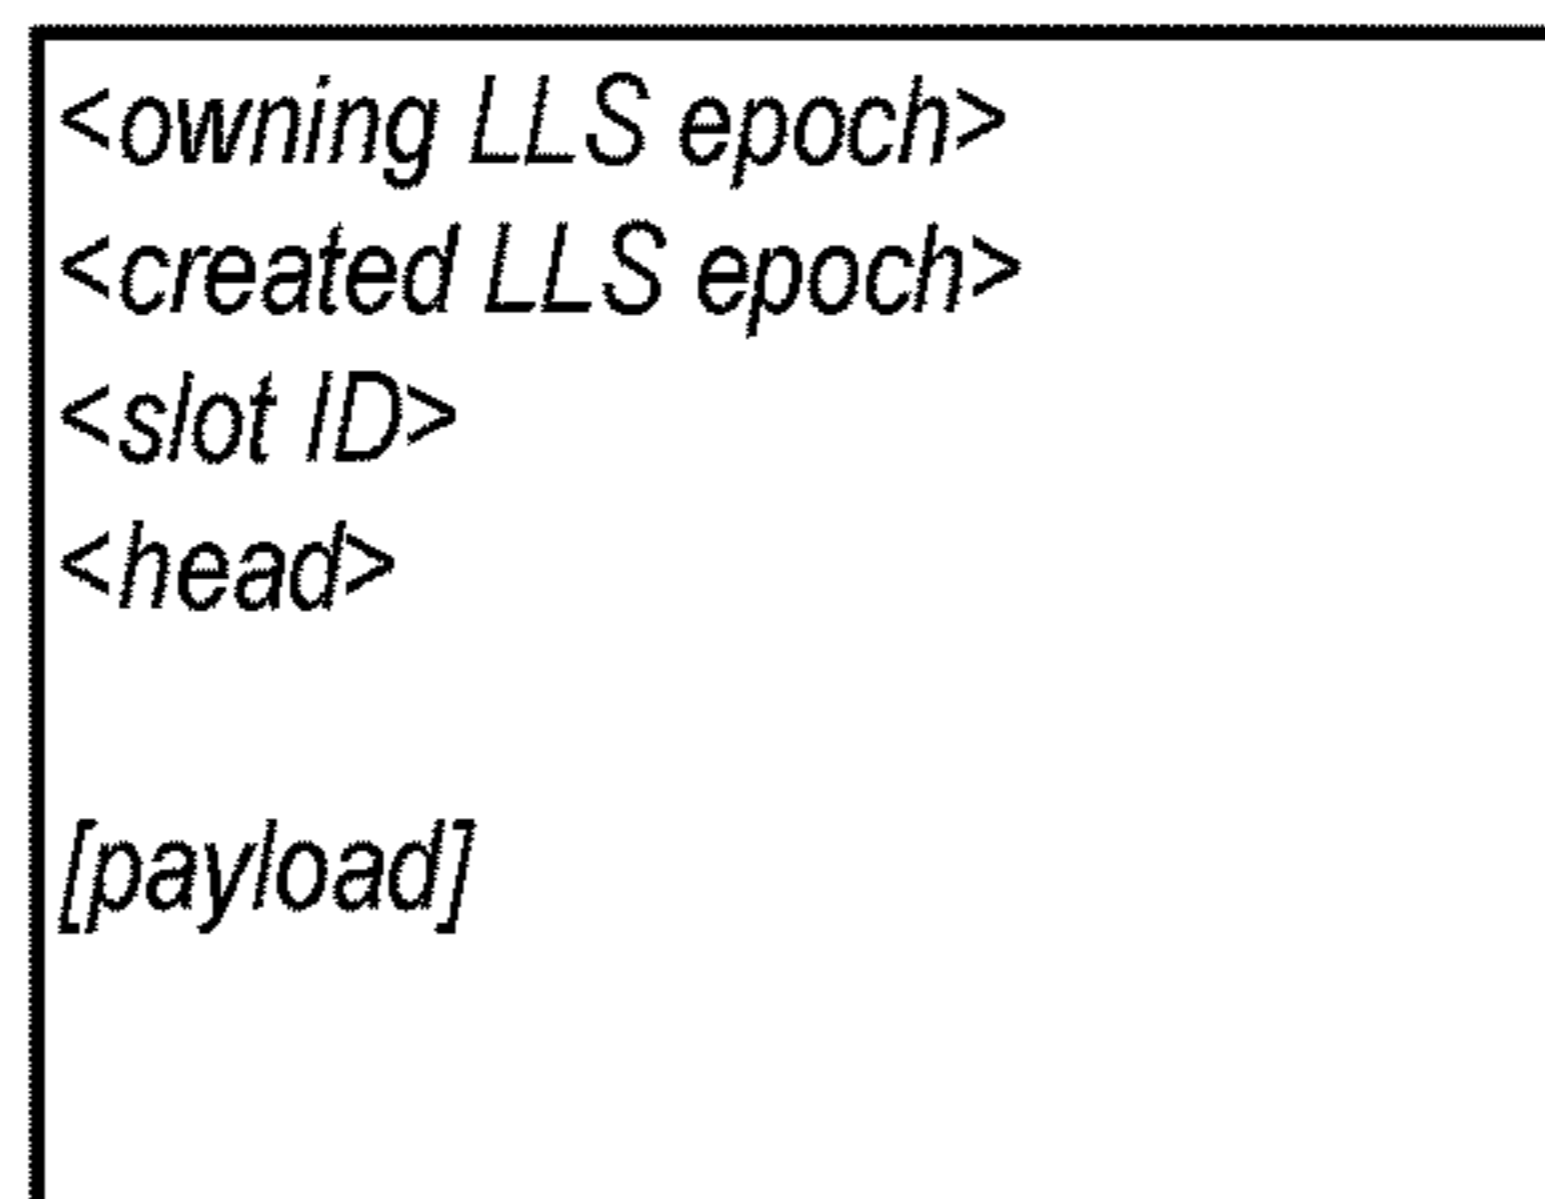 <owning LLS epoch>
<created LLS epoch>
<slot ID>
<head>
[payload]